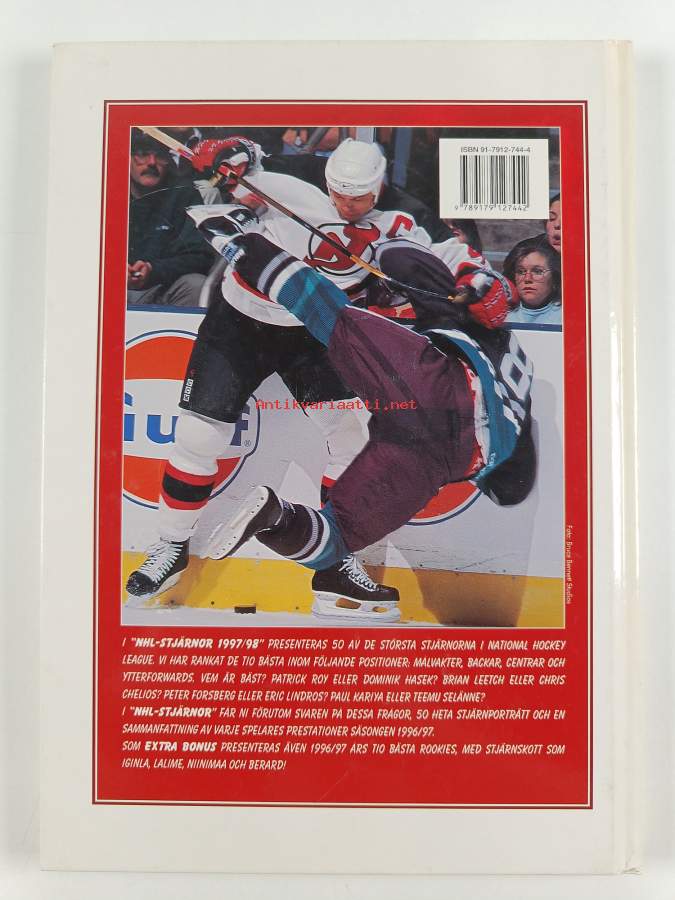 ISBN 91-7912-744-4
9 789179 127442
Gulf
Antikvariaatti.net
Foto: Bruce Bennett Studios
I "NHL-STJÄRNOR 1997/98" PRESENTERAS 50 AV DE STÖRSTA STJÄRNORNA I NATIONAL HOCKEY
LEAGUE. VI HAR RANKAT DE TIO BÄSTA INOM FÖLJANDE POSITIONER: MÅLVAKTER, BACKAR, CENTRAR OCH
YTTERFORWARDS. VEM ÄR BÄST? PATRICK ROY ELLER DOMINIK HASEK? BRIAN LEETCH ELLER CHRIS
CHELIOS? PETER FORSBERG ELLER ERIC LINDROS? PAUL KARIYA ELLER TEEMU SELÄNNE?
I "NHL-STJÄRNOR" FÅR NI FÖRUTOM SVAREN PÅ DESSA FRÅGOR, 50 HETA STJÄRNPORTRÄTT OCH EN
SAMMANFATTNING AV VARJE SPELARES PRESTATIONER SÄSONGEN 1996/97.
SOM EXTRA BONUS PRESENTERAS ÄVEN 1996/97 ÅRS TIO BÄSTA ROOKIES, MED STJÄRNSKOTT SOM
IGINLA, LALIME, NIINIMAA OCH BERARD!